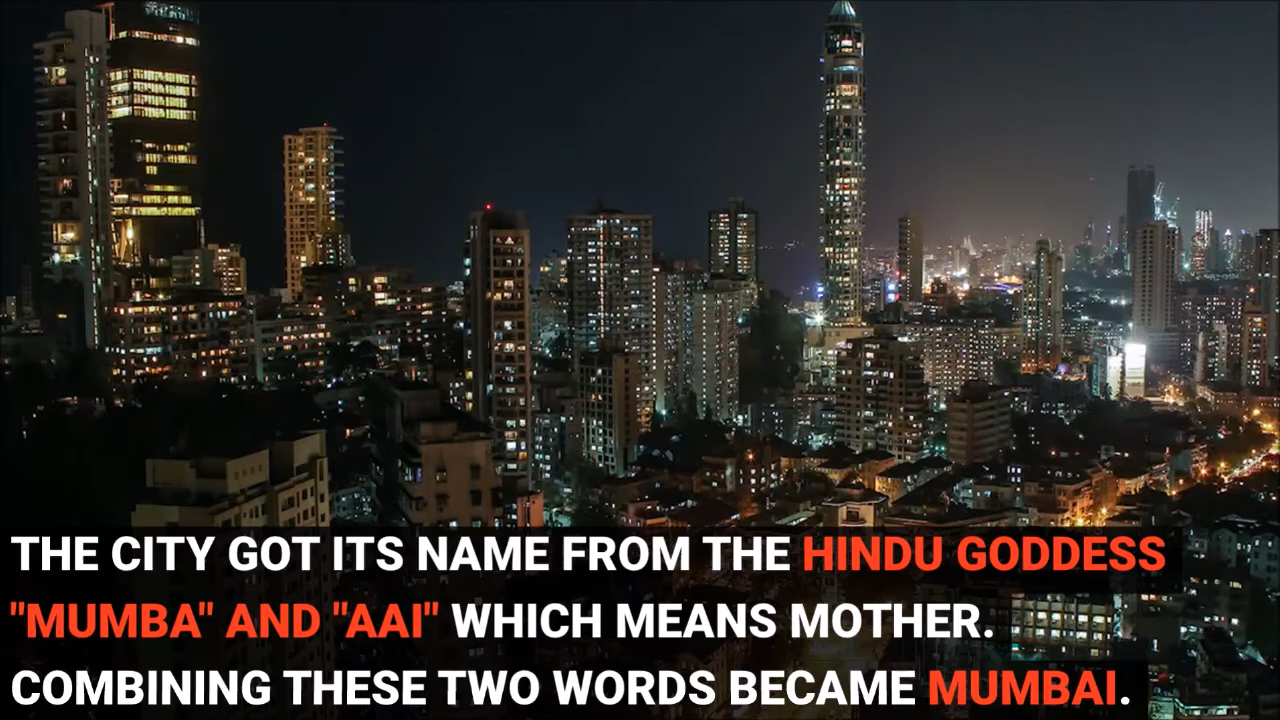 THE CITY GOT ITS NAME FROM THE HINDU GODDESS
"MUMBA" AND "AAI" WHICH MEANS MOTHER.
COMBINING THESE TWO WORDS BECAME MUMBAI.